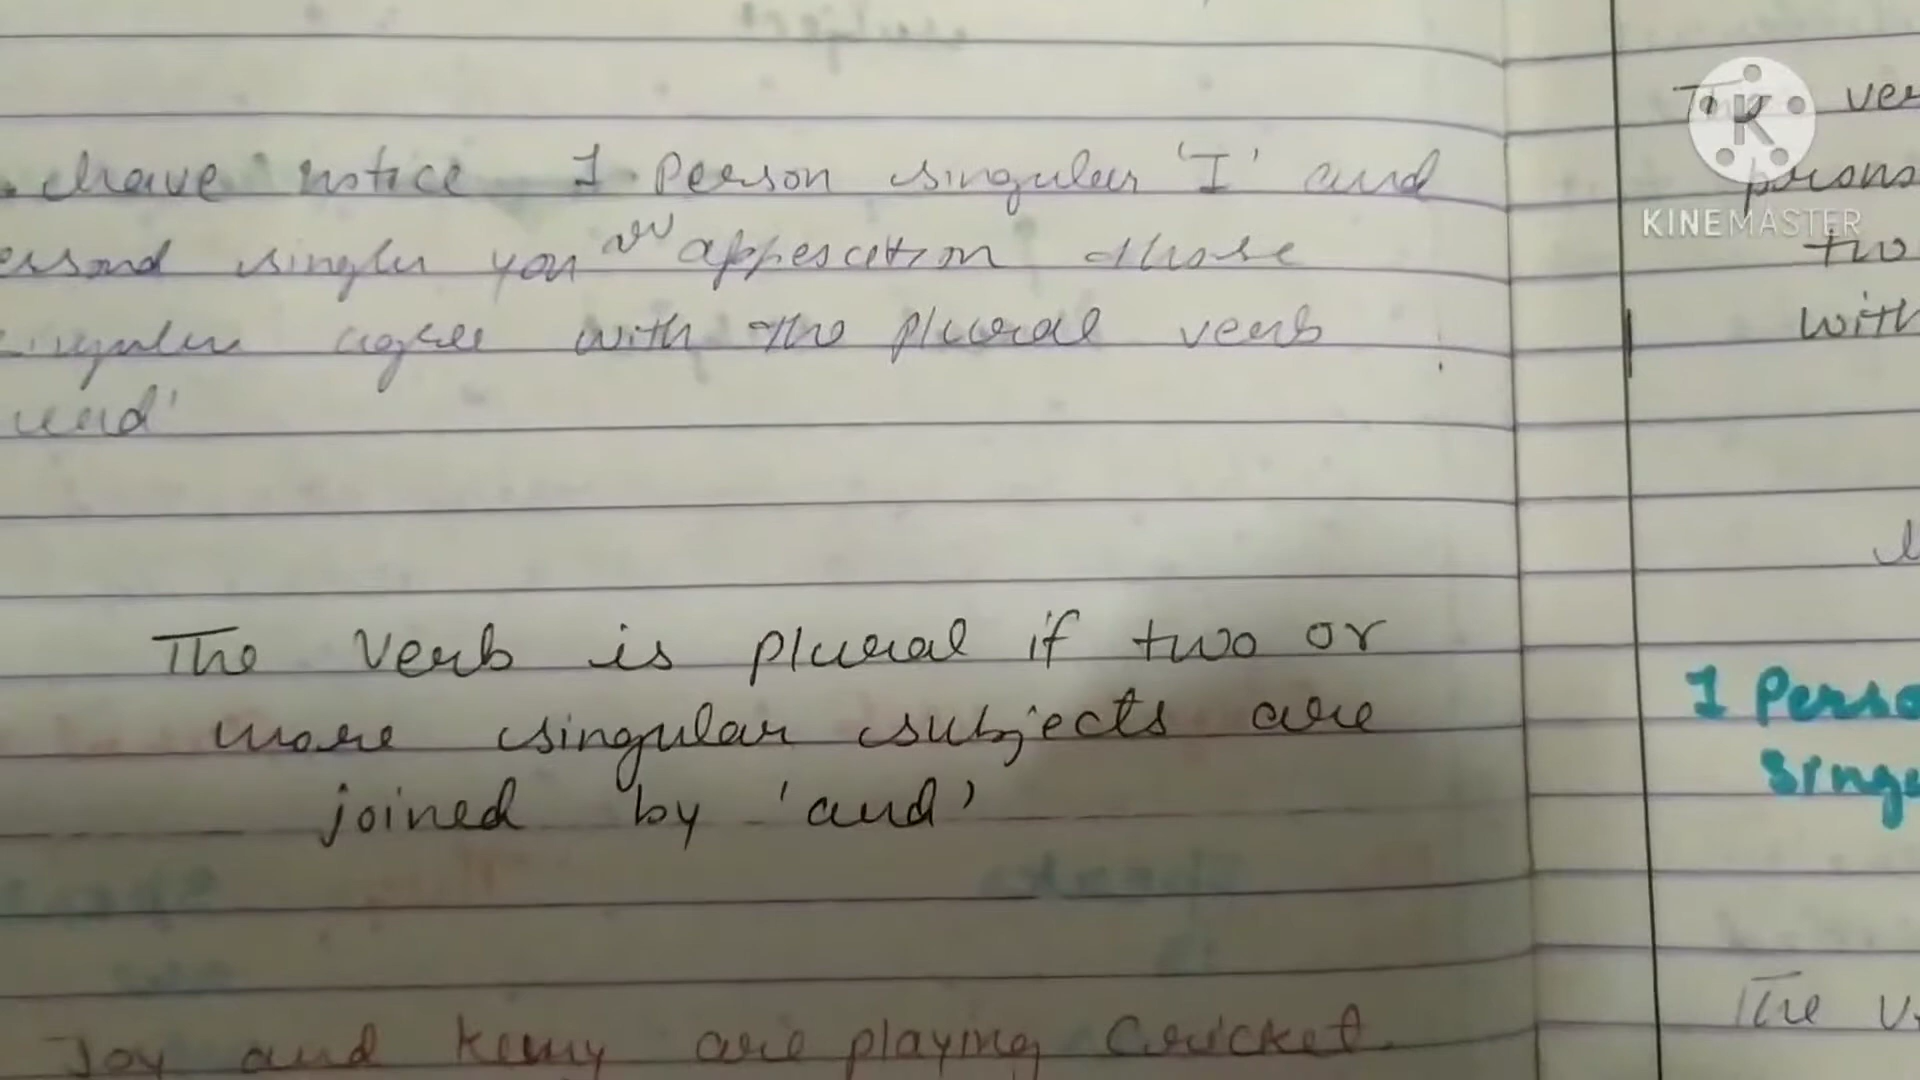 have notice I Person singular 'I' and
singler you those
agree with the plural verb
The verb is plural if two or
more singular subjects are
joined by 'and'
Joy and Kenny are playing Cricket.
two
with
I Perso
Singu
The v
KINEMASTER